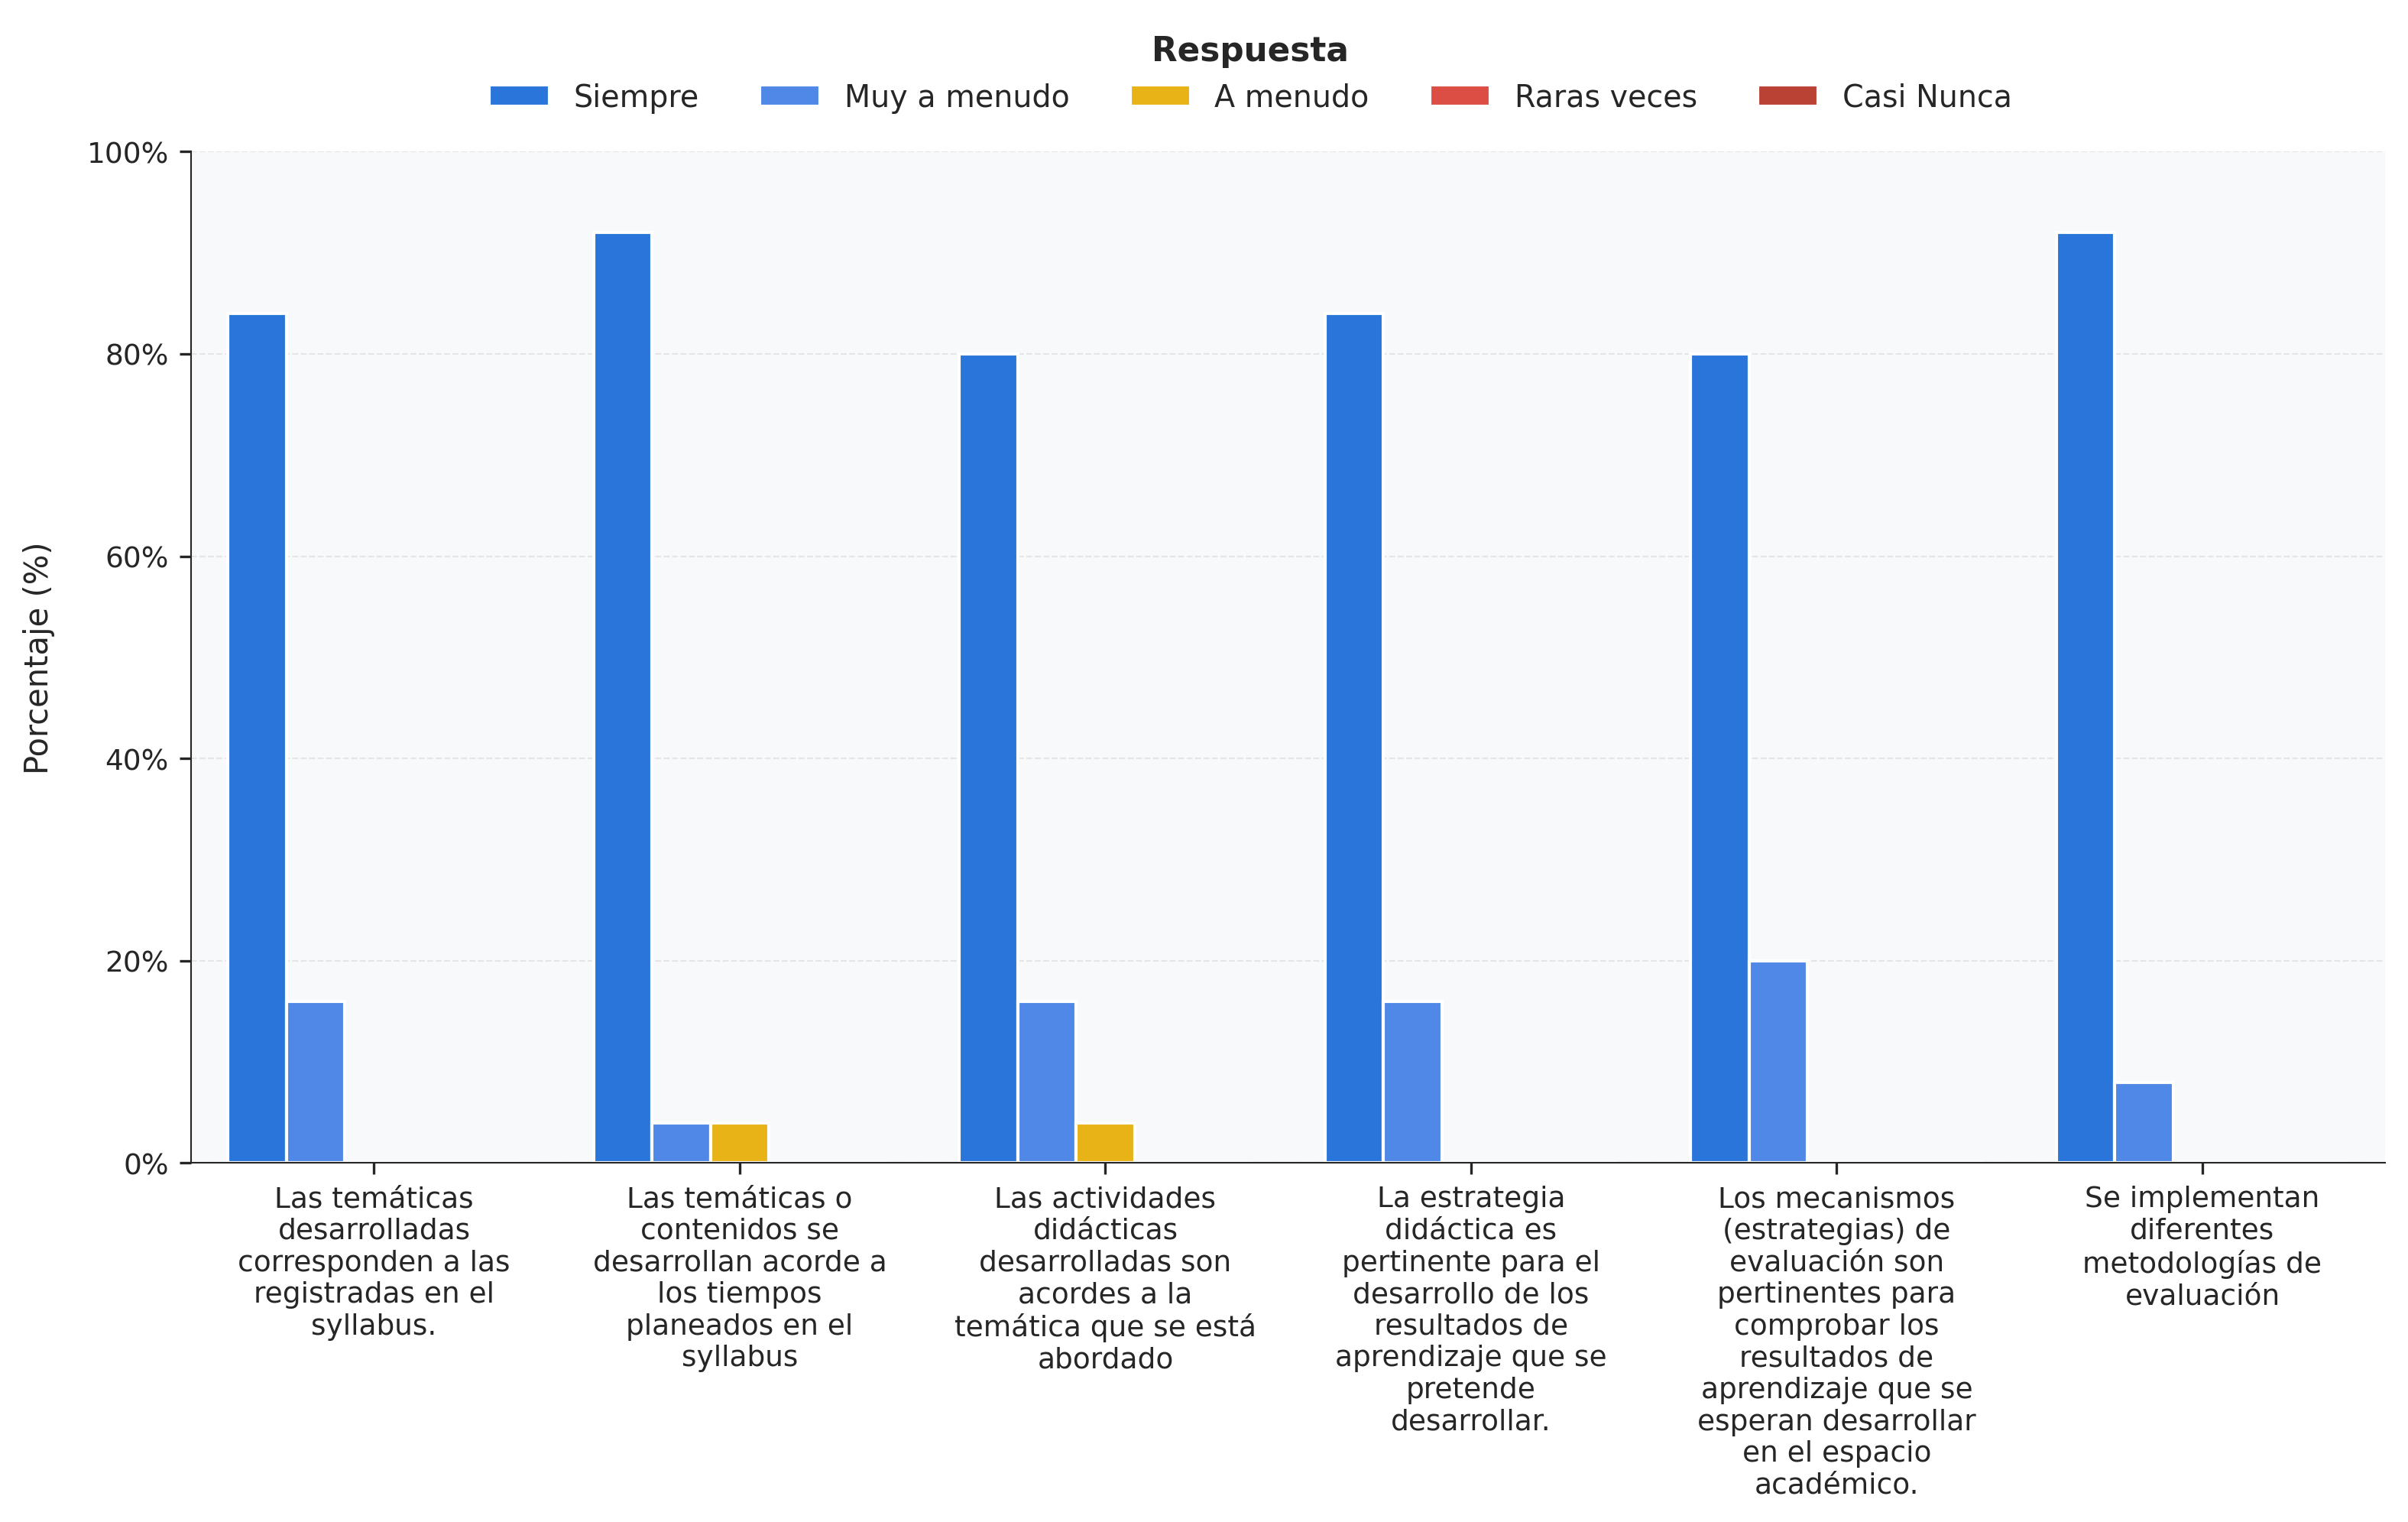 Respuesta
Siempre Muy a menudo A menudo Raras veces Casi Nunca
Porcentaje (%)
100%
80%
60%
40%
20%
0%
Las temáticas
desarrolladas
corresponden a las
registradas en el
syllabus.
Las temáticas o
contenidos se
desarrollan acorde a
los tiempos
planeados en el
syllabus
Las actividades
didácticas
desarrolladas son
acordes a la
temática que se está
abordado
La estrategia
didáctica es
pertinente para el
desarrollo de los
resultados de
aprendizaje que se
pretende
desarrollar.
Los mecanismos
(estrategias) de
evaluación son
pertinentes para
comprobar los
resultados de
aprendizaje que se
esperan desarrollar
en el espacio
académico.
Se implementan
diferentes
metodologías de
evaluación